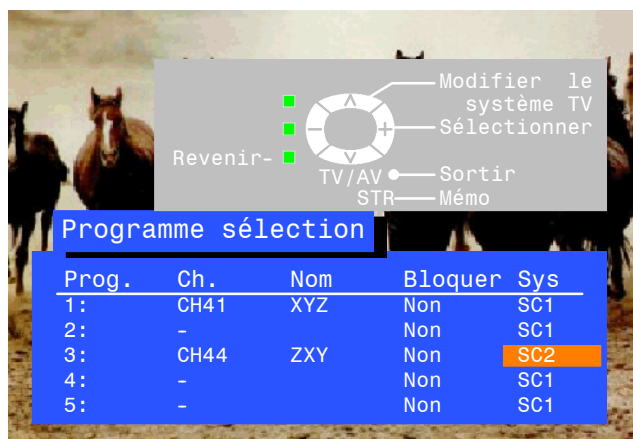 Modifier le
système TV
Sélectionner
Revenir-
TV/AV
Sortir
STR
Mémo
Programme sélection
Prog. Ch. Nom Bloquer Sys
1: CH41 XYZ Non SC1
2: - Non SC1
3: CH44 ZXY Non SC2
4: - Non SC1
5: - Non SC1